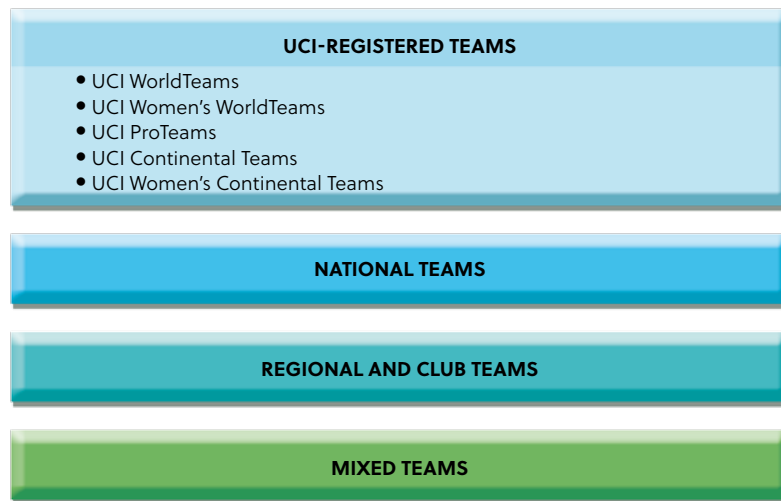 UCI-REGISTERED TEAMS
• UCI WorldTeams
• UCI Women's WorldTeams
• UCI ProTeams
• UCI Continental Teams
• UCI Women's Continental Teams
NATIONAL TEAMS
REGIONAL AND CLUB TEAMS
MIXED TEAMS